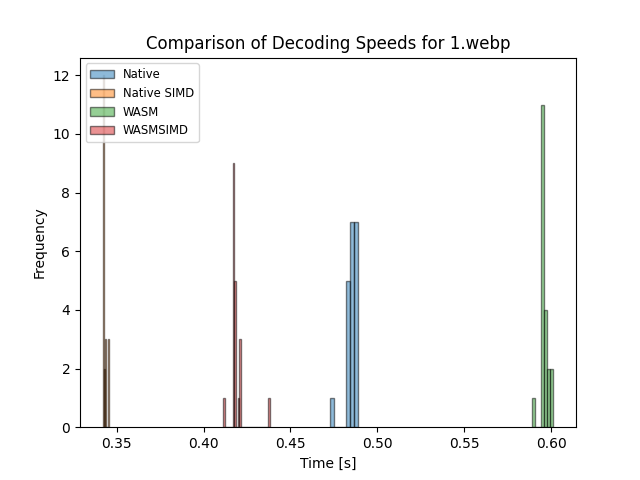 Comparison of Decoding Speeds for 1.webp
Native
Native SIMD
WASM
WASMSIMD
12
10
8
6
4
2
0
Frequency
0.35 0.40 0.45 0.50 0.55 0.60
Time [s]